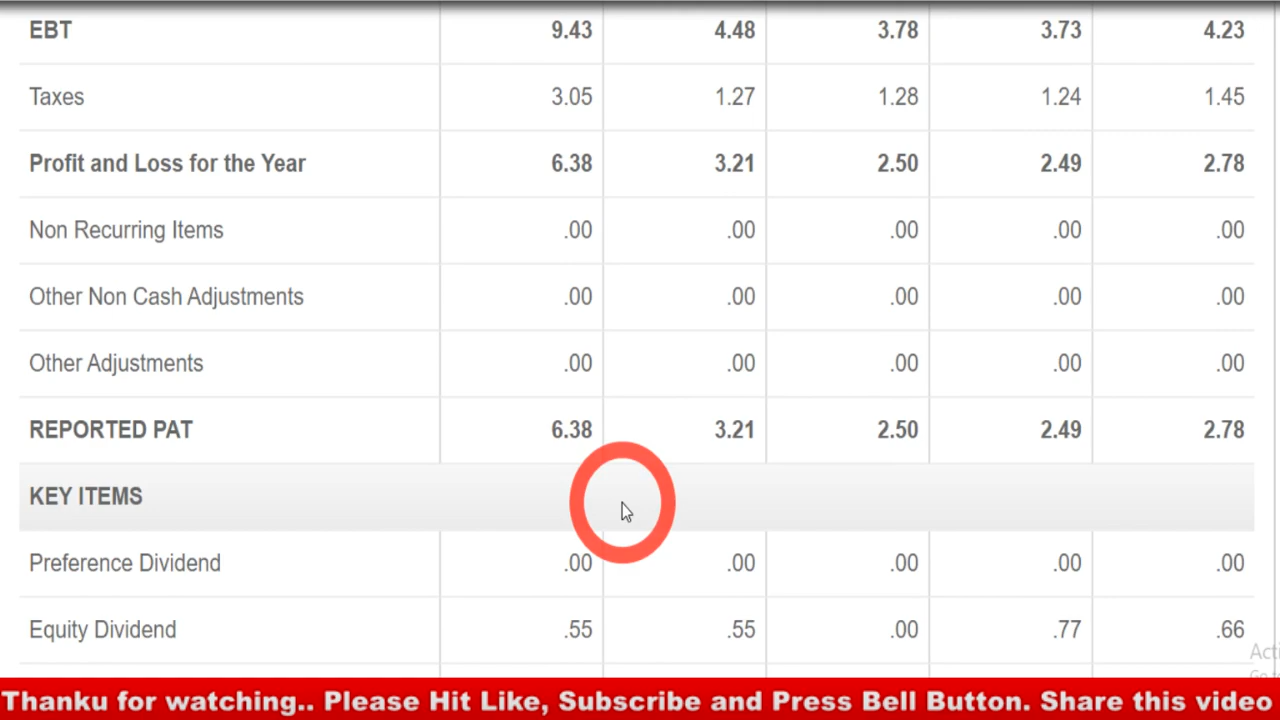 EBT 9.43 4.48 3.78 3.73 4.23
Taxes 3.05 1.27 1.28 1.24 1.45
Profit and Loss for the Year 6.38 3.21 2.50 2.49 2.78
Non Recurring Items .00 .00 .00 .00 .00
Other Non Cash Adjustments .00 .00 .00 .00 .00
Other Adjustments .00 .00 .00 .00 .00
REPORTED PAT 6.38 3.21 2.50 2.49 2.78
KEY ITEMS
Preference Dividend .00 .00 .00 .00 .00
Equity Dividend .55 .55 .00 .77 .66
Thanku for watching.. Please Hit Like, Subscribe and Press Bell Button. Share this video